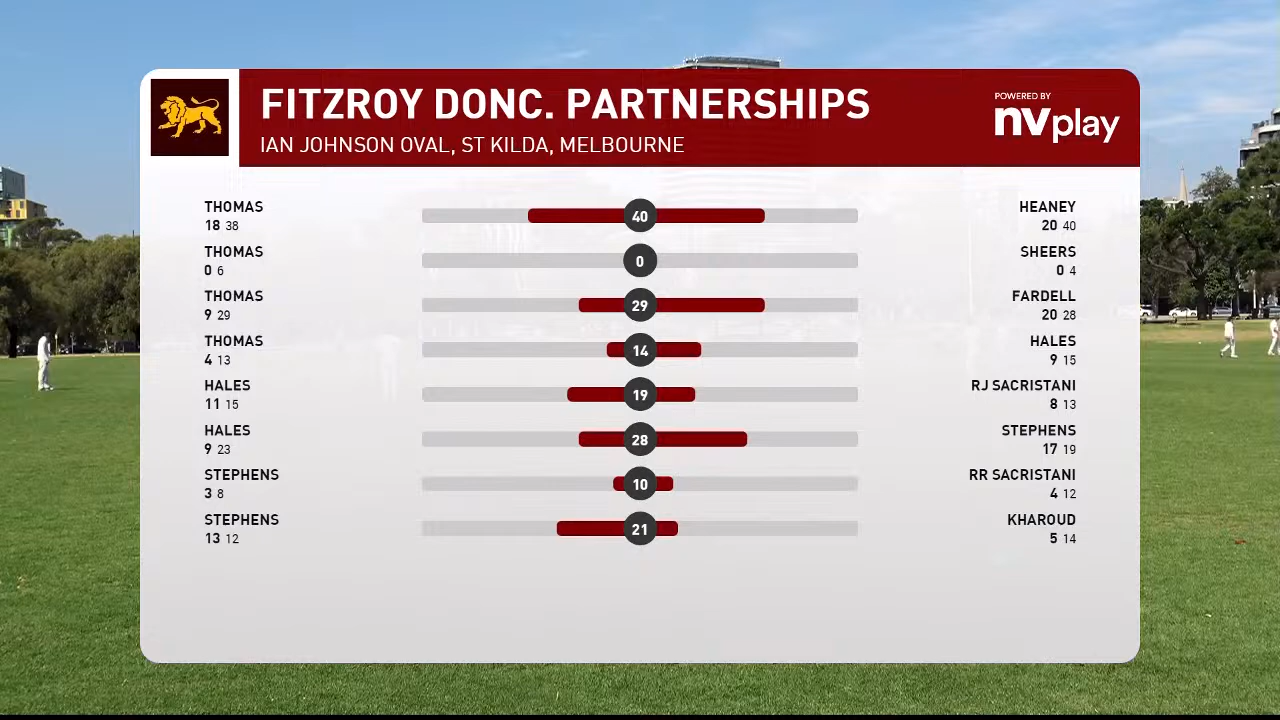 FITZROY DONC. PARTNERSHIPS
IAN JOHNSON OVAL, ST KILDA, MELBOURNE
POWERED BY
nvplay
THOMAS
18 38
40
HEANEY
20 40
THOMAS
0 6
0
SHEERS
0 4
THOMAS
9 29
29
FARDELL
20 28
THOMAS
4 13
14
HALES
9 15
HALES
11 15
19
RJ SACRISTANI
8 13
HALES
9 23
28
STEPHENS
17 19
STEPHENS
3 8
10
RR SACRISTANI
4 12
STEPHENS
13 12
21
KHAROUD
5 14